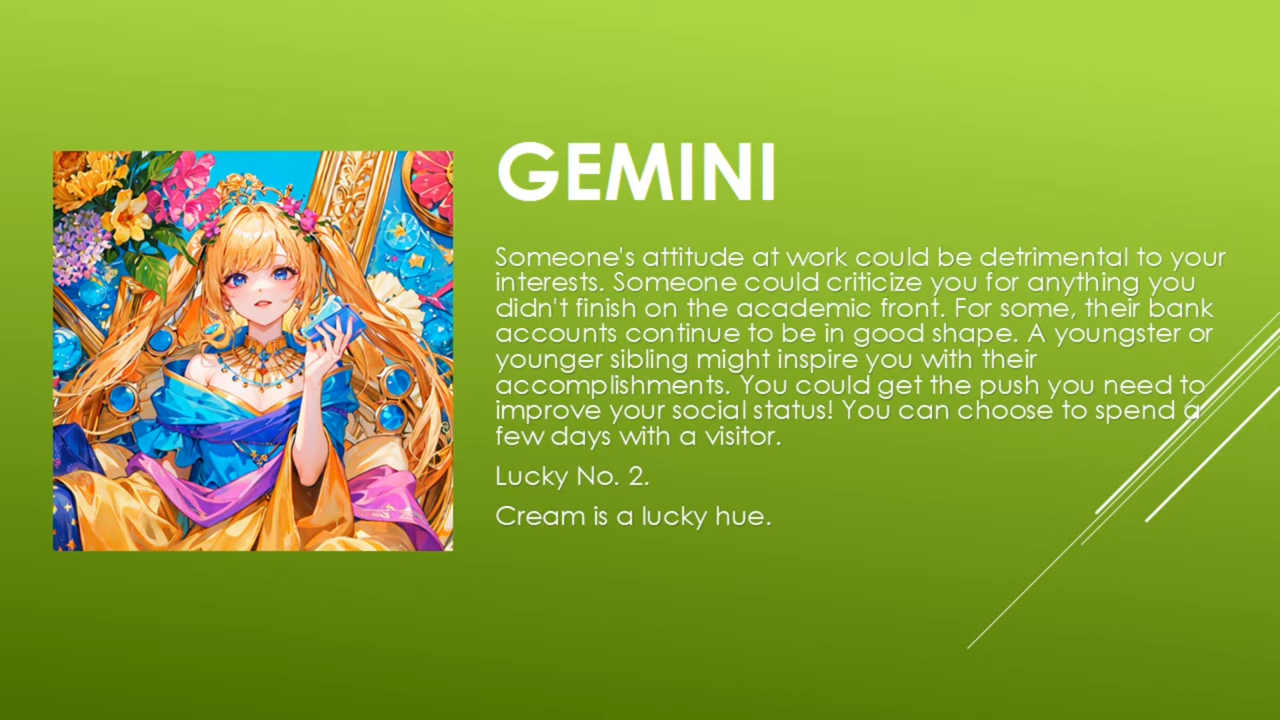 GEMINI
Someone's attitude at work could be detrimental to your
interests. Someone could criticize you for anything you
didn't finish on the academic front. For some, their bank
accounts continue to be in good shape. A youngster or
younger sibling might inspire you with their
accomplishments. You could get the push you need to
improve your social status! You can choose to spend a
few days with a visitor.
Lucky No. 2.
Cream is a lucky hue.